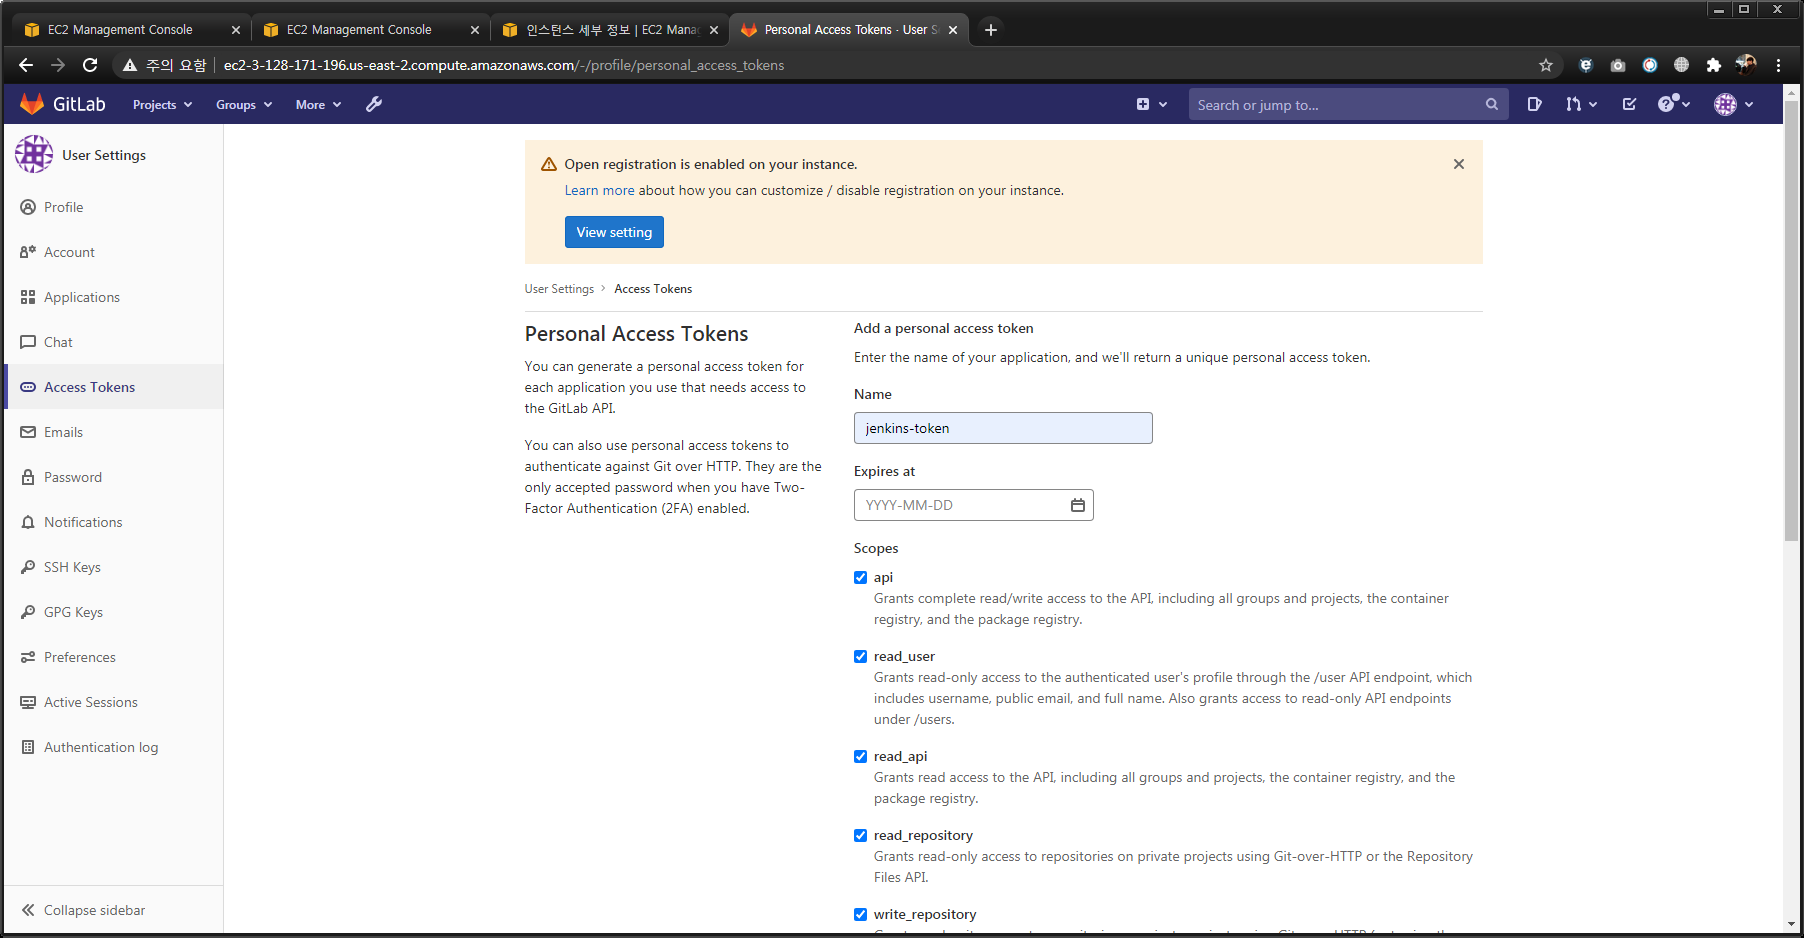 EC2 Management Console
EC2 Management Console
인스턴스 세부 정보 | EC2 Mana
Personal Access Tokens · User S
주의 요함
ec2-3-128-171-196.us-east-2.compute.amazonaws.com/-/profile/personal_access_tokens
GitLab
Projects
Groups
More
Search or jump to...
User Settings
Profile
Account
Applications
Chat
Access Tokens
Emails
Password
Notifications
SSH Keys
GPG Keys
Preferences
Active Sessions
Authentication log
Collapse sidebar
Open registration is enabled on your instance.
Learn more about how you can customize / disable registration on your instance.
View setting
User Settings > Access Tokens
Personal Access Tokens
You can generate a personal access token for
each application you use that needs access to
the GitLab API.
You can also use personal access tokens to
authenticate against Git over HTTP. They are the
only accepted password when you have Two-
Factor Authentication (2FA) enabled.
Add a personal access token
Enter the name of your application, and we'll return a unique personal access token.
Name
jenkins-token
Expires at
YYYY-MM-DD
Scopes
api
Grants complete read/write access to the API, including all groups and projects, the container
registry, and the package registry.
read_user
Grants read-only access to the authenticated user's profile through the /user API endpoint, which
includes username, public email, and full name. Also grants access to read-only API endpoints
under /users.
read_api
Grants read access to the API, including all groups and projects, the container registry, and the
package registry.
read_repository
Grants read-only access to repositories on private projects using Git-over-HTTP or the Repository
Files API.
write_repository